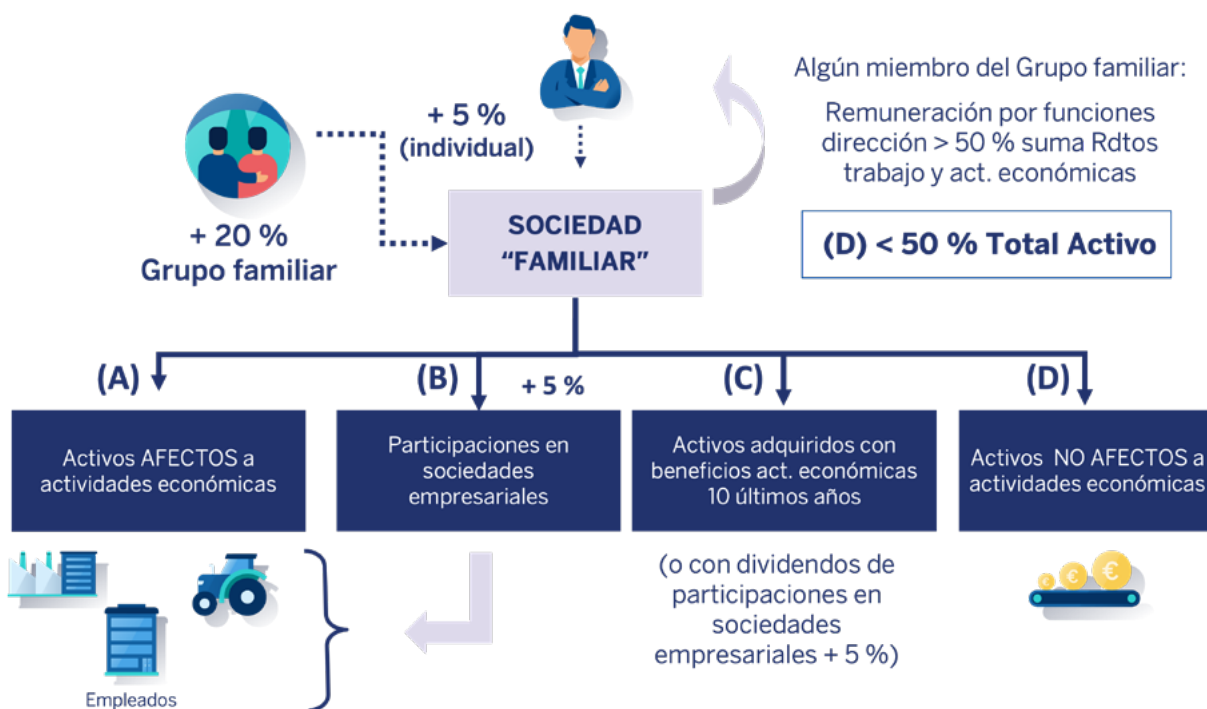 + 5 %
(individual)
+ 20 %
Grupo familiar
SOCIEDAD
“FAMILIAR”
Algún miembro del Grupo familiar:
Remuneración por funciones
dirección > 50 % suma Rdtos
trabajo y act. económicas
(D) < 50 % Total Activo
(A)
(B)
+ 5 %
(C)
(D)
Activos AFECTOS a
actividades económicas
Participaciones en
sociedades
empresariales
Activos adquiridos con
beneficios act. económicas
10 últimos años
Activos NO AFECTOS a
actividades económicas
Empleados
(o con dividendos de
participaciones en
sociedades
empresariales + 5 %)
€ € €